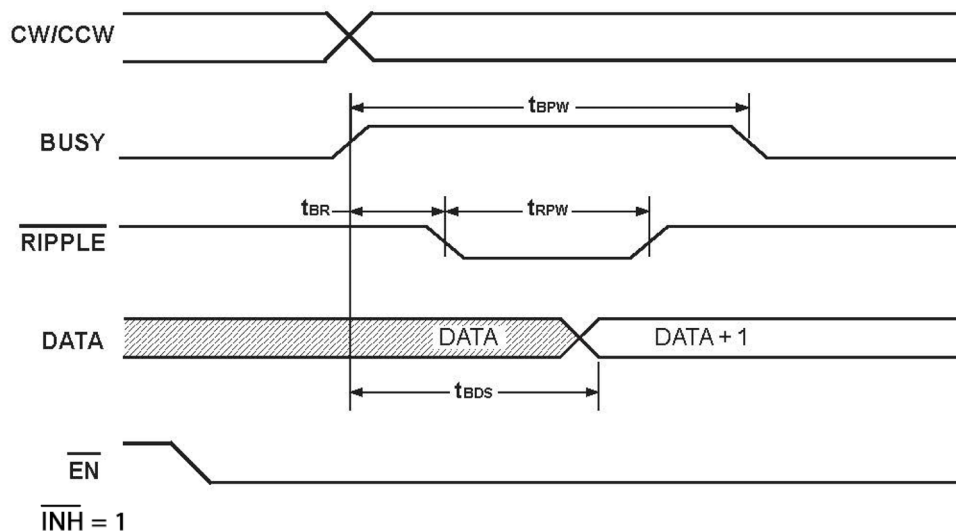 CW/CCW
tBPW
BUSY
tBR
tRPW
RIPPLE
DATA
DATA
DATA + 1
tBDS
EN
INH = 1